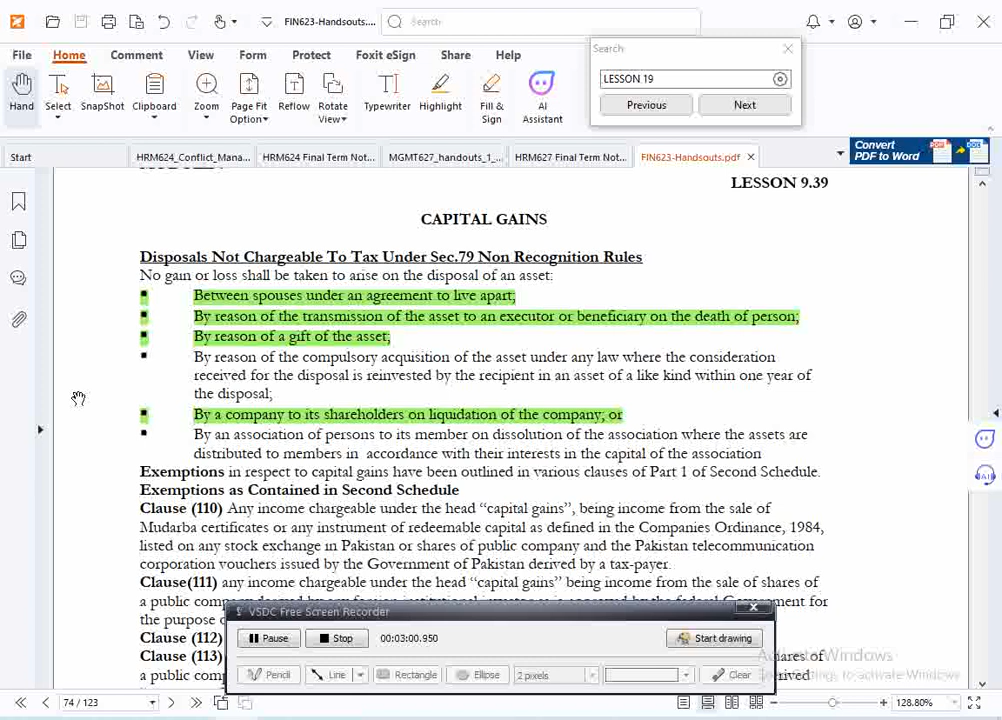 FIN623-Handsouts....
Search
File Home Comment View Form Protect Foxit eSign Share Help
Search:
LESSON 19
Previous Next
Hand Select SnapShot Clipboard Zoom Page Fit Option Reflow Rotate View Typewriter Highlight Fill & Sign AI Assistant
Start HRM624_Conflict_Mana... HRM624 Final Term Not... MGMT627_handouts_1_... HRM627 Final Term Not... FIN623-Handsouts.pdf
Convert PDF to Word
LESSON 9.39
CAPITAL GAINS
Disposals Not Chargeable To Tax Under Sec.79 Non Recognition Rules
No gain or loss shall be taken to arise on the disposal of an asset:
Between spouses under an agreement to live apart;
By reason of the transmission of the asset to an executor or beneficiary on the death of person;
By reason of a gift of the asset;
By reason of the compulsory acquisition of the asset under any law where the consideration
received for the disposal is reinvested by the recipient in an asset of a like kind within one year of
the disposal;
By a company to its shareholders on liquidation of the company; or
By an association of persons to its member on dissolution of the association where the assets are
distributed to members in accordance with their interests in the capital of the association
Exemptions in respect to capital gains have been outlined in various clauses of Part 1 of Second Schedule.
Exemptions as Contained in Second Schedule
Clause (110) Any income chargeable under the head “capital gains”, being income from the sale of
Mudarba certificates or any instrument of redeemable capital as defined in the Companies Ordinance, 1984,
listed on any stock exchange in Pakistan or shares of public company and the Pakistan telecommunication
corporation vouchers issued by the Government of Pakistan derived by a tax-payer.
Clause(111) any income chargeable under the head “capital gains” being income from the sale of shares of
a public comp
the purpose
Clause (112)
Clause (113)
a public comp
VSDC Free Screen Recorder
Pause Stop 00:03:00.950 Start drawing
Pencil Line Rectangle Ellipse 2 pixels Clear
Activate Windows
74 / 123 128.80%